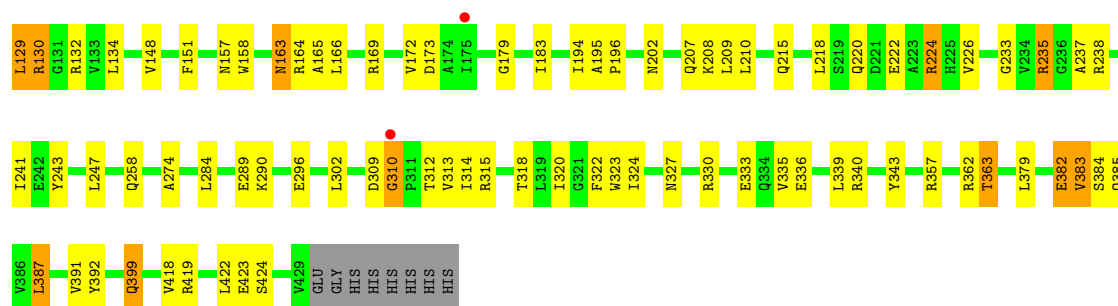 L129 R130 G131 R132 V133 L134 V148 F151 N157 W158 N163 R164 A165 L166 R169 V172 D173 A174 I175 G179 I183 I194 A195 P196 N202 Q207 K208 L209 L210 Q215 L218 S219 Q220 D221 E222 A223 R224 H225 V226 G233 V234 R235 G236 A237 R238
I241 E242 Y243 L247 Q258 A274 L284 E289 K290 E296 L302 D309 G310 P311 T312 V313 I314 R315 T318 L319 I320 G321 F322 W323 I324 N327 R330 E333 Q334 V335 E336 L339 R340 Y343 R357 R362 T363 L379 E382 V383 S384
V386 L387 V391 Y392 Q399 V418 R419 L422 E423 S424 V429 GLU GLY HIS HIS HIS HIS HIS HIS